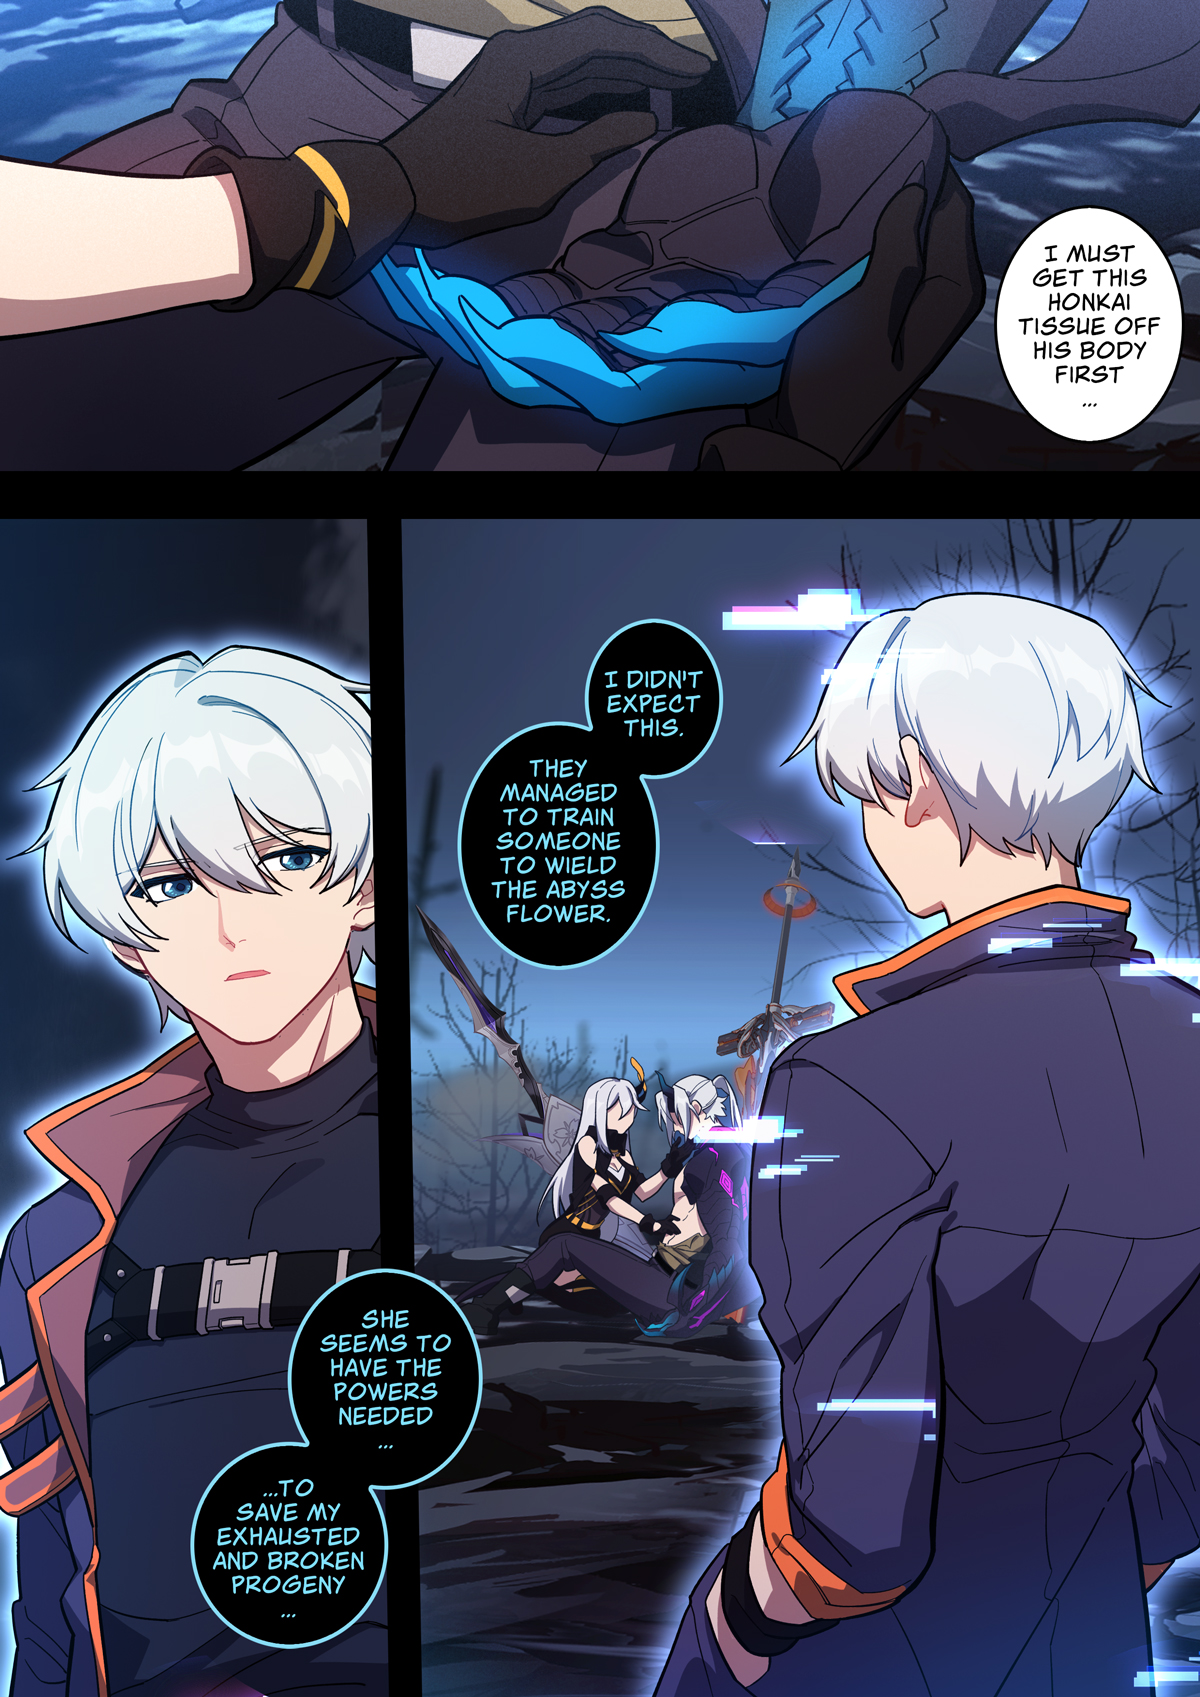 I MUST
GET THIS
HONKAI
TISSUE OFF
HIS BODY
FIRST
...
I DIDN'T
EXPECT
THIS.
THEY
MANAGED
TO TRAIN
SOMEONE
TO WIELD
THE ABYSS
FLOWER.
SHE
SEEMS TO
HAVE THE
POWERS
NEEDED
...
...TO
SAVE MY
EXHAUSTED
AND BROKEN
PROGENY
...